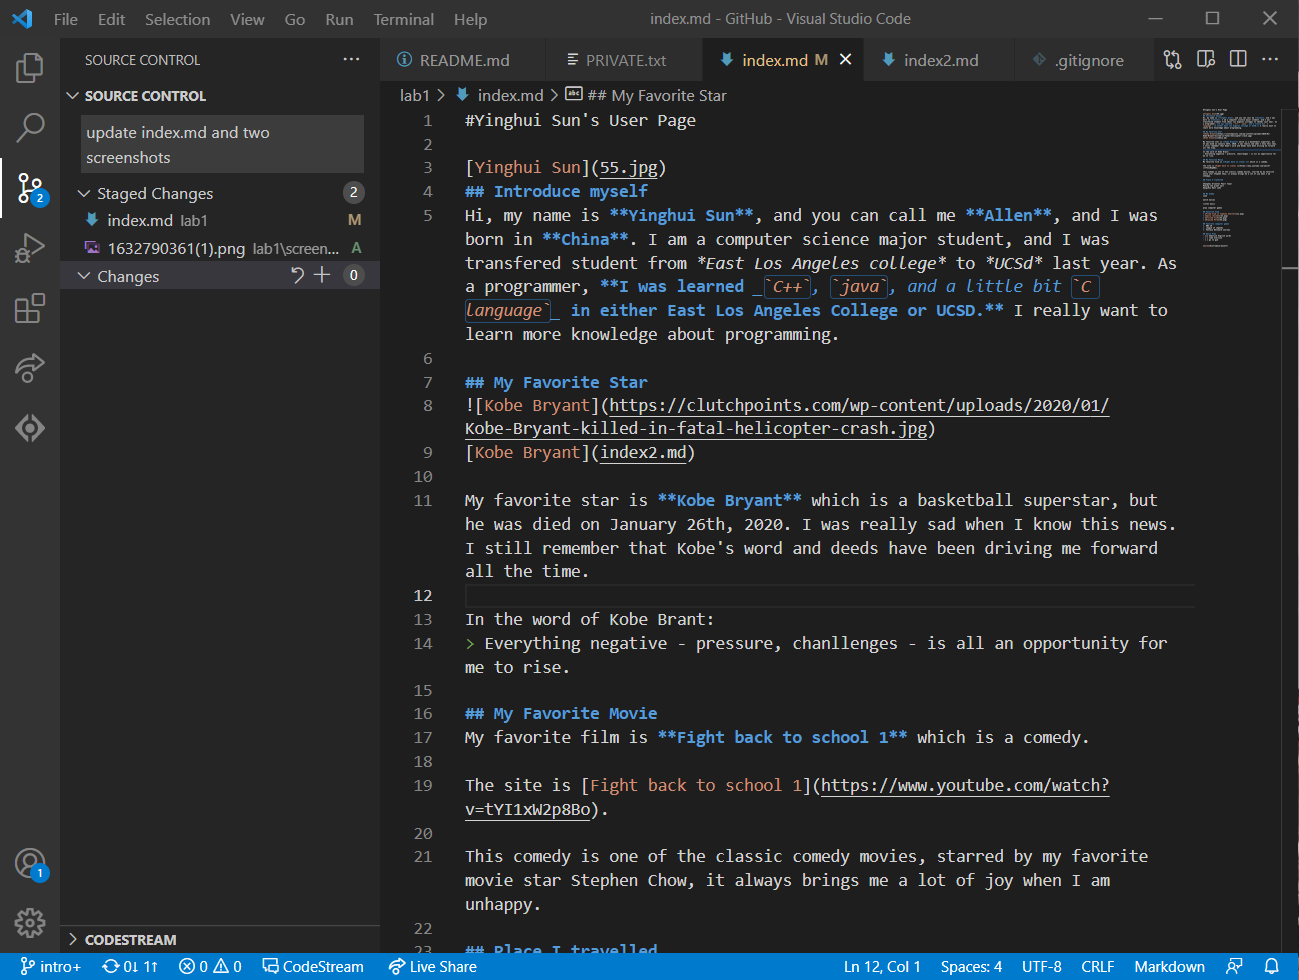 File Edit Selection View Go Run Terminal Help index.md - GitHub - Visual Studio Code
SOURCE CONTROL
README.md PRIVATE.txt index.md M index2.md .gitignore
SOURCE CONTROL
lab1 > index.md > ## My Favorite Star
update index.md and two
screenshots
Staged Changes 2
index.md lab1 M
1632790361(1).png lab1\screen... A
Changes 0
2
1
CODESTREAM
1 #Yinghui Sun's User Page
2
3 [Yinghui Sun](55.jpg)
4 ## Introduce myself
5 Hi, my name is **Yinghui Sun**, and you can call me **Allen**, and I was
born in **China**. I am a computer science major student, and I was
transfered student from *East Los Angeles college* to *UCSd* last year. As
a programmer, **I was learned _`C++`, `java`, and a little bit `C
language`_ in either East Los Angeles College or UCSD.** I really want to
learn more knowledge about programming.
6
7 ## My Favorite Star
8 ![Kobe Bryant](https://clutchpoints.com/wp-content/uploads/2020/01/
Kobe-Bryant-killed-in-fatal-helicopter-crash.jpg)
9 [Kobe Bryant](index2.md)
10
11 My favorite star is **Kobe Bryant** which is a basketball superstar, but
he was died on January 26th, 2020. I was really sad when I know this news.
I still remember that Kobe's word and deeds have been driving me forward
all the time.
12
13 In the word of Kobe Brant:
14 > Everything negative - pressure, chanllenges - is all an opportunity for
me to rise.
15
16 ## My Favorite Movie
17 My favorite film is **Fight back to school 1** which is a comedy.
18
19 The site is [Fight back to school 1](https://www.youtube.com/watch?
v=tYI1xW2p8Bo).
20
21 This comedy is one of the classic comedy movies, starred by my favorite
movie star Stephen Chow, it always brings me a lot of joy when I am
unhappy.
22
23 ## Place I travelled
intro+ 0↓ 1↑ 0 0 CodeStream Live Share Ln 12, Col 1 Spaces: 4 UTF-8 CRLF Markdown